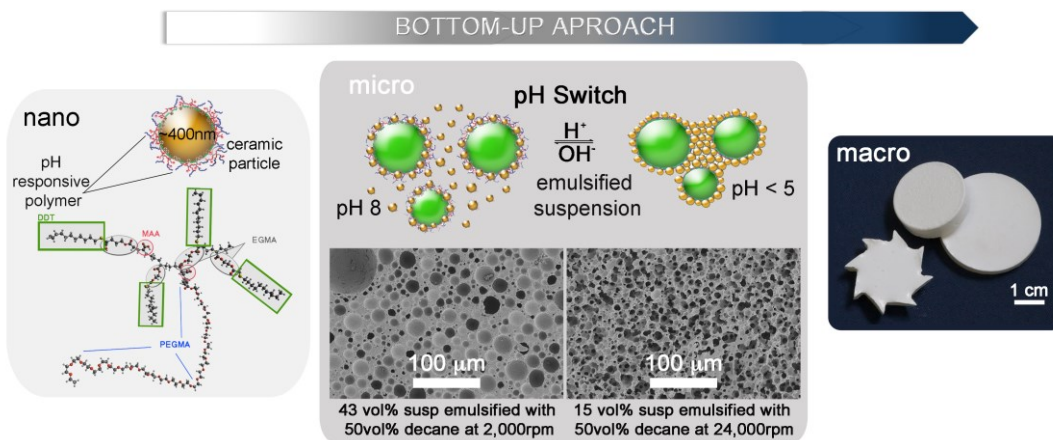 BOTTOM-UP APROACH
nano
~400nm
ceramic
particle
pH
responsive
polymer
DDT
MAA
EGMA
PEGMA
micro
pH Switch
H⁺
OH⁻
emulsified
suspension
pH 8
pH < 5
100 μm
100 μm
43 vol% susp emulsified with
50vol% decane at 2,000rpm
15 vol% susp emulsified with
50vol% decane at 24,000rpm
macro
1 cm